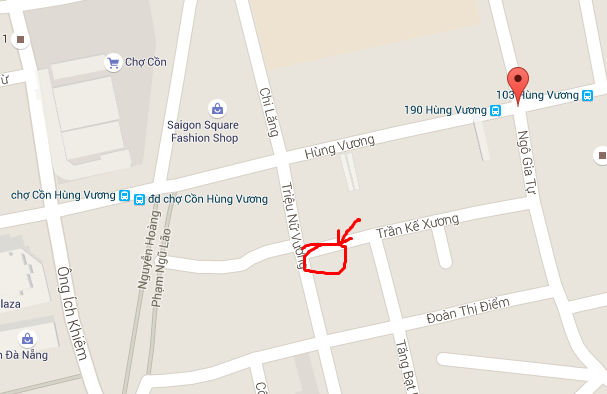 1
Chợ Cồn
ừ
103 Hùng Vương
190 Hùng Vương
Chi Lăng
Saigon Square
Fashion Shop
Hùng Vương
Ngô Gia Tự
chợ Cồn Hùng Vương
đd chợ Cồn Hùng Vương
Triệu Nữ Vương
Nguyễn Hoàng
Phạm Ngũ Lão
Trần Kế Xương
Ông Ích Khiêm
laza
Đoàn Thị Điểm
n Đà Nẵng
Tăng Bạt
Cô